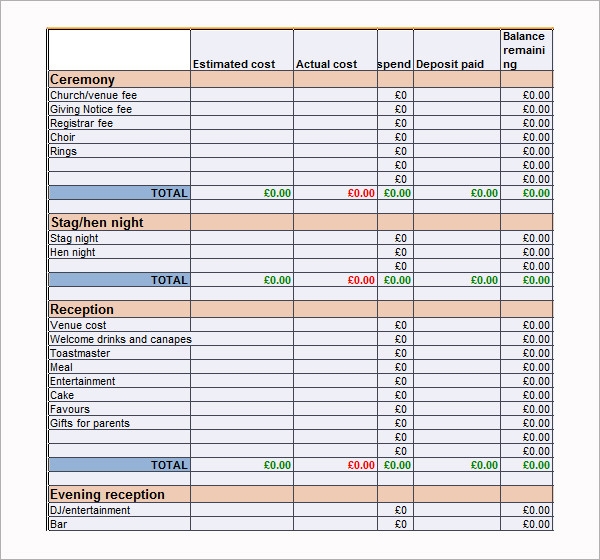 Estimated cost Actual cost spend Deposit paid Balance remaini ng
Ceremony
Church/venue fee £0 £0.00
Giving Notice fee £0 £0.00
Registrar fee £0 £0.00
Choir £0 £0.00
Rings £0 £0.00
£0 £0.00
£0 £0.00
TOTAL £0.00 £0.00 £0.00 £0.00 £0.00
Stag/hen night
Stag night £0 £0.00
Hen night £0 £0.00
£0 £0.00
TOTAL £0.00 £0.00 £0.00 £0.00 £0.00
Reception
Venue cost £0 £0.00
Welcome drinks and canapes £0 £0.00
Toastmaster £0 £0.00
Meal £0 £0.00
Entertainment £0 £0.00
Cake £0 £0.00
Favours £0 £0.00
Gifts for parents £0 £0.00
£0 £0.00
£0 £0.00
TOTAL £0.00 £0.00 £0.00 £0.00 £0.00
Evening reception
DJ/entertainment £0 £0.00
Bar £0 £0.00